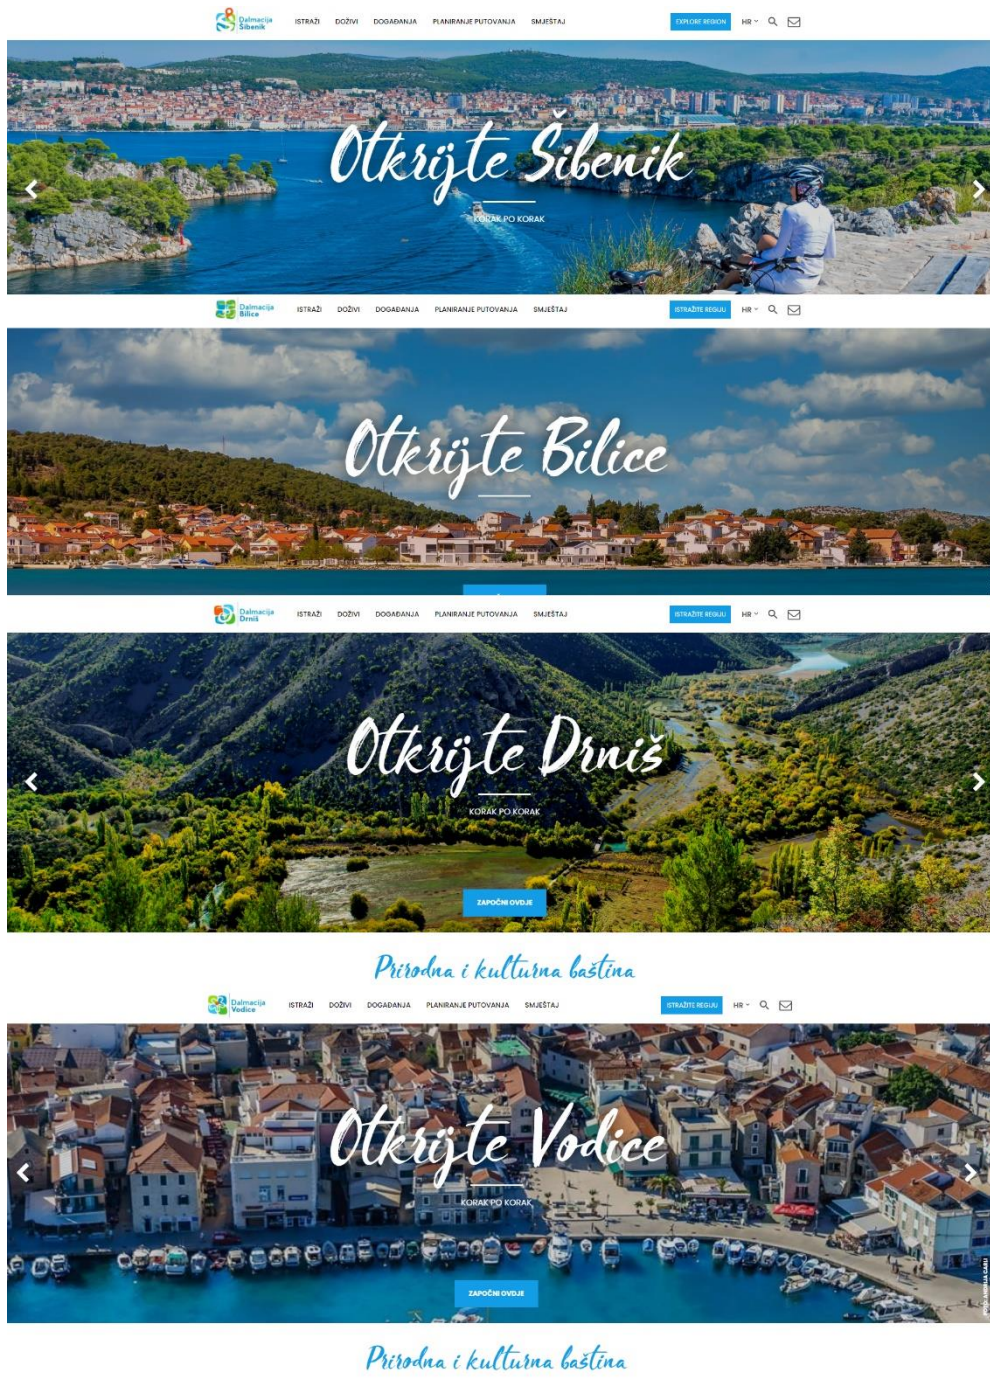 Dalmacija
Šibenik
ISTRAŽI DOŽIVI DOGAĐANJA PLANIRANJE PUTOVANJA SMJEŠTAJ EXPLORE REGION HR
Otkrijte Šibenik
KORAK PO KORAK
Dalmacija
Bilice
ISTRAŽI DOŽIVI DOGAĐANJA PLANIRANJE PUTOVANJA SMJEŠTAJ ISTRAŽITE REGIJU HR
Otkrijte Bilice
Dalmacija
Drniš
ISTRAŽI DOŽIVI DOGAĐANJA PLANIRANJE PUTOVANJA SMJEŠTAJ ISTRAŽITE REGIJU HR
Otkrijte Drniš
KORAK PO KORAK
ZAPOČNI OVDJE
Prirodna i kulturna baština
Dalmacija
Vodice
ISTRAŽI DOŽIVI DOGAĐANJA PLANIRANJE PUTOVANJA SMJEŠTAJ ISTRAŽITE REGIJU HR
Otkrijte Vodice
KORAK PO KORAK
ZAPOČNI OVDJE
Prirodna i kulturna baština